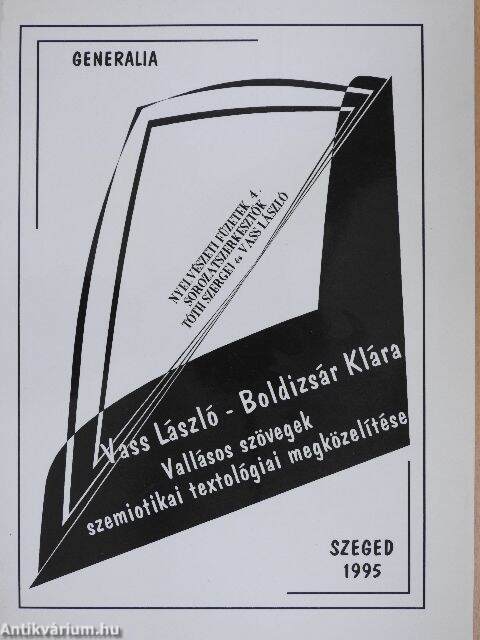 GENERALIA
NYELVÉSZETI FÜZETEK 4.
SOROZATSZERKESZTŐK
TÓTH SZERGEJ és VASS LÁSZLÓ
Vass László - Boldizsár Klára
Vallásos szövegek
szemiotikai textológiai megközelítése
SZEGED
1995
Antikvárium.hu